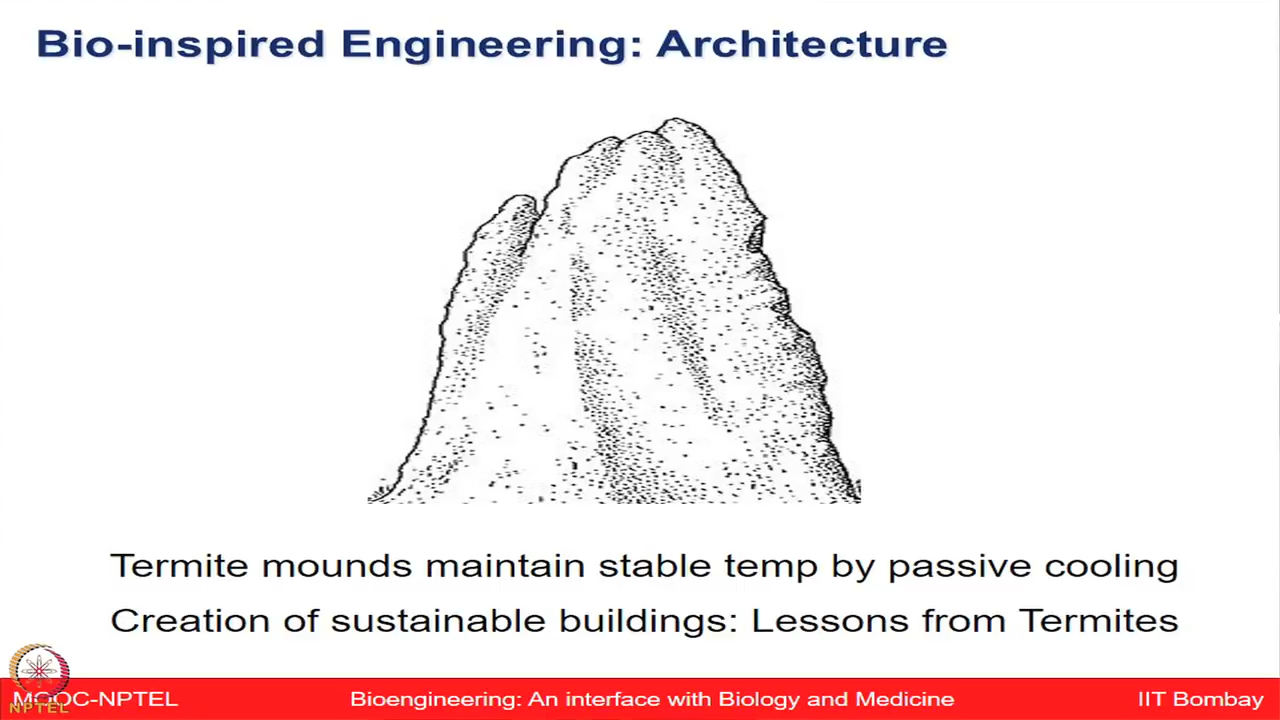 Bio-inspired Engineering: Architecture
Termite mounds maintain stable temp by passive cooling
Creation of sustainable buildings: Lessons from Termites
MOOC-NPTEL Bioengineering: An interface with Biology and Medicine IIT Bombay
NPTEL